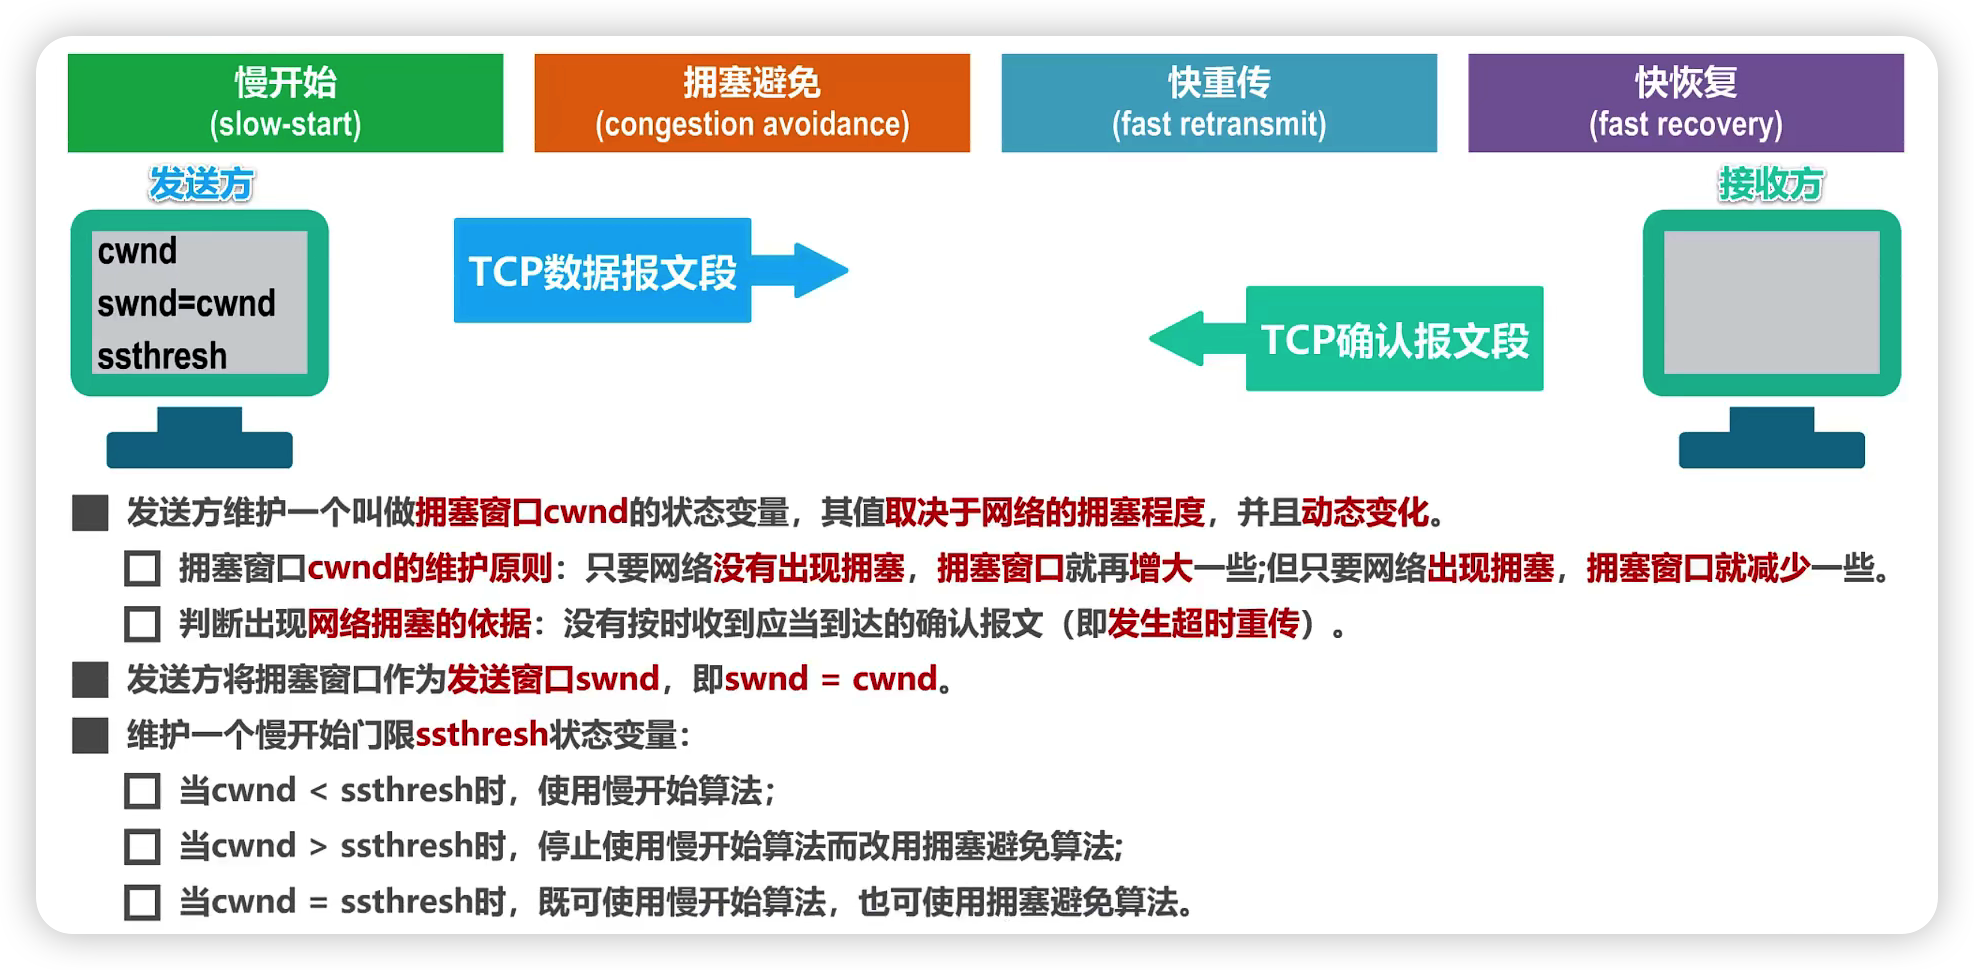 慢开始
(slow-start)
拥塞避免
(congestion avoidance)
快重传
(fast retransmit)
快恢复
(fast recovery)
发送方
接收方
cwnd
swnd=cwnd
ssthresh
TCP数据报文段
TCP确认报文段
发送方维护一个叫做拥塞窗口cwnd的状态变量，其值取决于网络的拥塞程度，并且动态变化。
拥塞窗口cwnd的维护原则：只要网络没有出现拥塞，拥塞窗口就再增大一些;但只要网络出现拥塞，拥塞窗口就减少一些。
判断出现网络拥塞的依据：没有按时收到应当到达的确认报文（即发生超时重传）。
发送方将拥塞窗口作为发送窗口swnd，即swnd = cwnd。
维护一个慢开始门限ssthresh状态变量：
当cwnd < ssthresh时，使用慢开始算法；
当cwnd > ssthresh时，停止使用慢开始算法而改用拥塞避免算法;
当cwnd = ssthresh时，既可使用慢开始算法，也可使用拥塞避免算法。